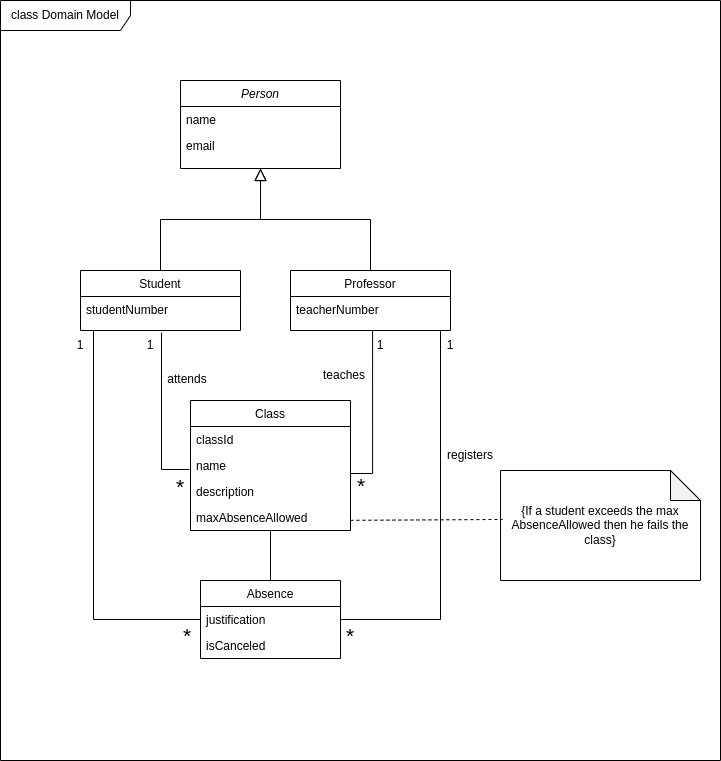 class Domain Model
Person
name
email
Student
studentNumber
Professor
teacherNumber
1
1
1
1
attends
teaches
Class
classId
name
description
maxAbsenceAllowed
*
*
registers
{If a student exceeds the max
AbsenceAllowed then he fails the
class}
Absence
justification
isCanceled
*
*